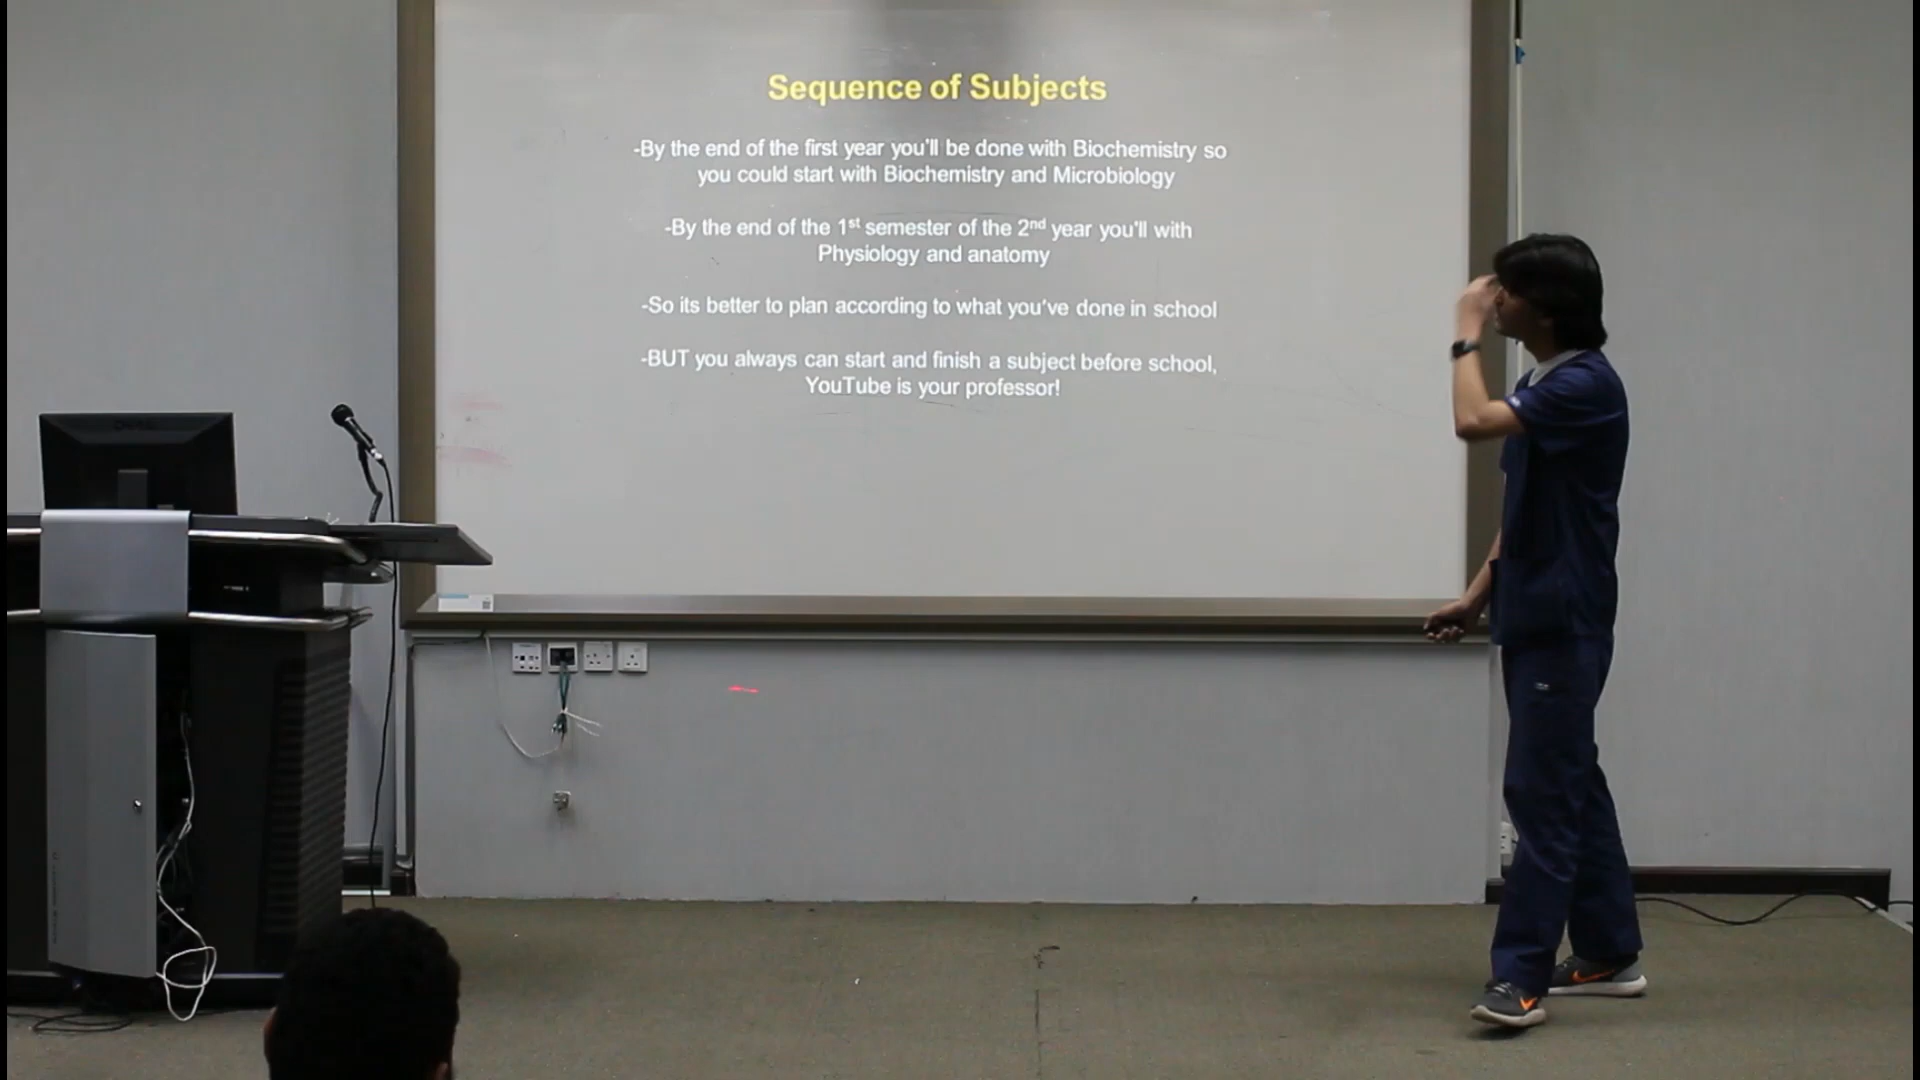 Sequence of Subjects
-By the end of the first year you'll be done with Biochemistry so
you could start with Biochemistry and Microbiology
-By the end of the 1st semester of the 2nd year you'll with
Physiology and anatomy
-So its better to plan according to what you've done in school
-BUT you always can start and finish a subject before school,
YouTube is your professor!